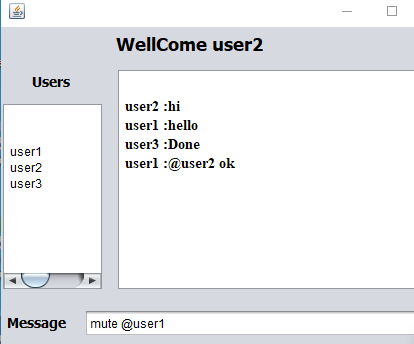 WellCome user2
Users
user1
user2
user3
user2 :hi
user1 :hello
user3 :Done
user1 :@user2 ok
Message
mute @user1